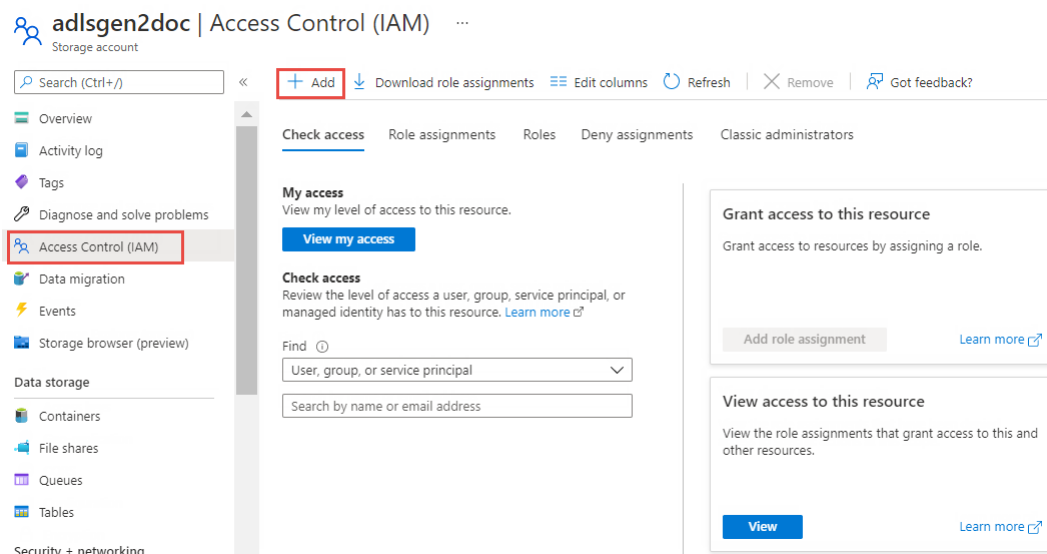 adlsgen2doc | Access Control (IAM) ...
Storage account
Search (Ctrl+/)
«
Overview
Activity log
Tags
Diagnose and solve problems
Access Control (IAM)
Data migration
Events
Storage browser (preview)
Data storage
Containers
File shares
Queues
Tables
Security + networking
+ Add
Download role assignments
Edit columns
Refresh
Remove
Got feedback?
Check access
Role assignments
Roles
Deny assignments
Classic administrators
My access
View my level of access to this resource.
View my access
Check access
Review the level of access a user, group, service principal, or
managed identity has to this resource. Learn more
Find
User, group, or service principal
Search by name or email address
Grant access to this resource
Grant access to resources by assigning a role.
Add role assignment
Learn more
View access to this resource
View the role assignments that grant access to this and
other resources.
View
Learn more